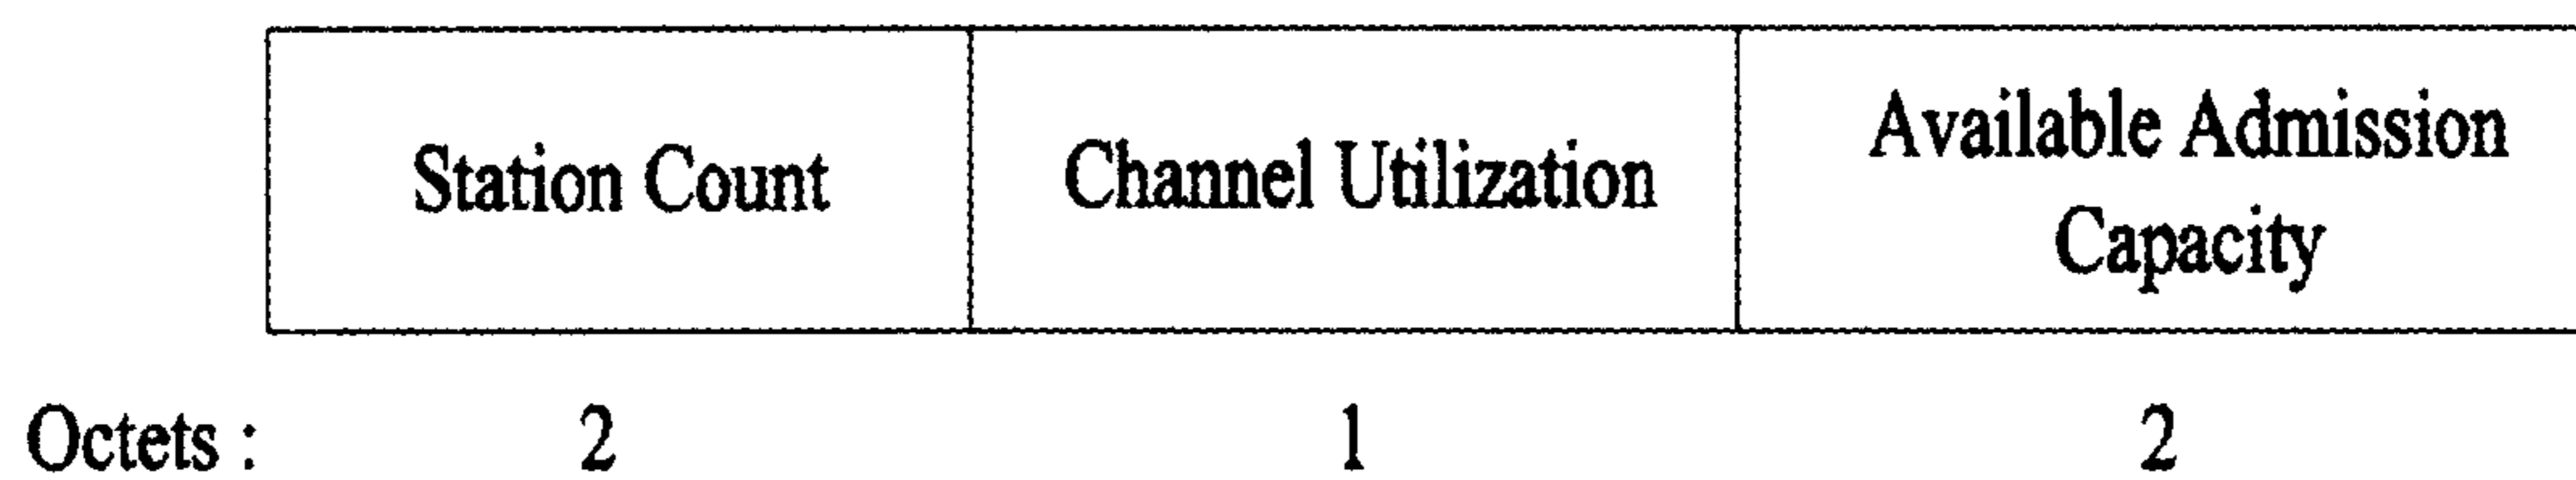 Station Count
Channel Utilization
Available Admission
Capacity
Octets : 2 1 2